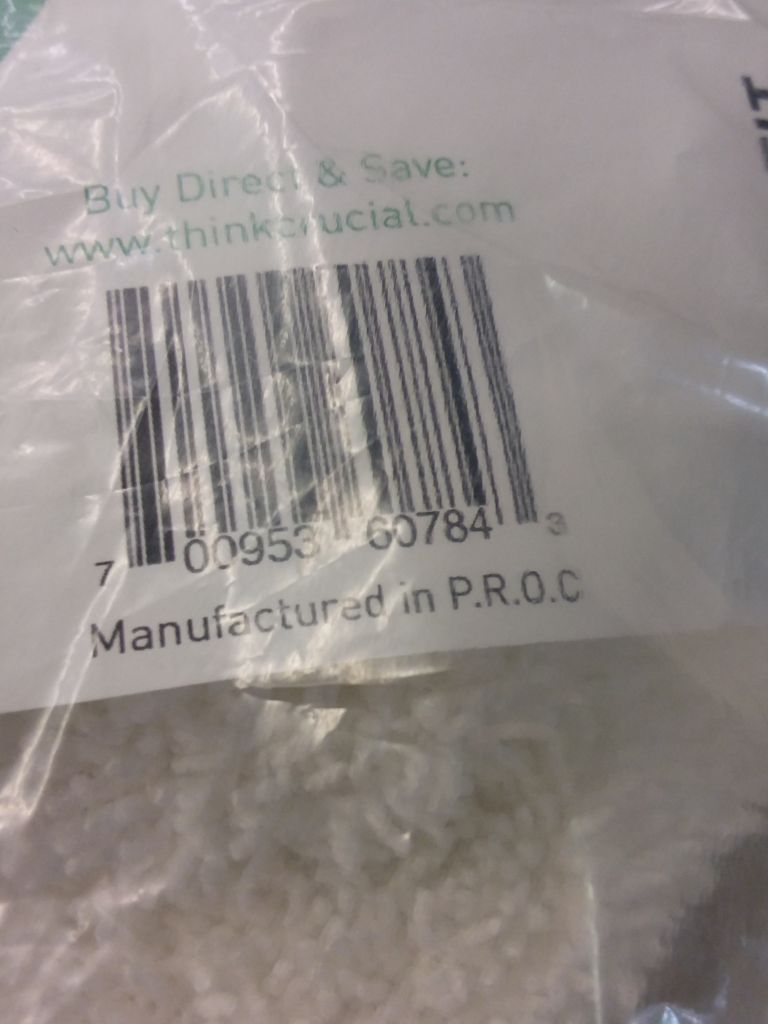 Buy Direct & Save:
www.thinkcrucial.com
7 00953 60784 3
Manufactured in P.R.O.C